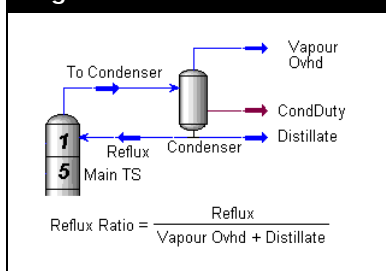 Vapour
Ovhd
To Condenser
CondDuty
Distillate
Reflux
Condenser
1
5
Main TS
Reflux Ratio = Reflux
Vapour Ovhd + Distillate